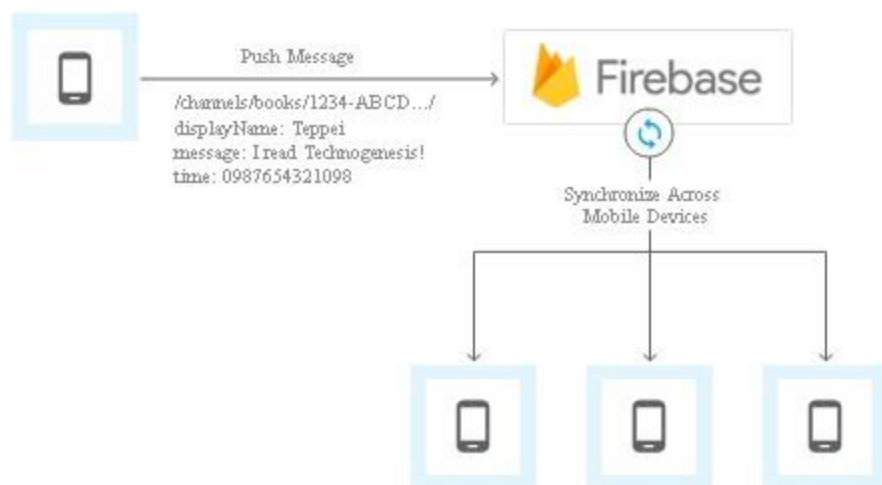 Push Message
/channels/books/1234-ABCD.../
displayName: Teppei
message: I read Technogenesis!
time: 0987654321098
Firebase
Synchronize Across
Mobile Devices